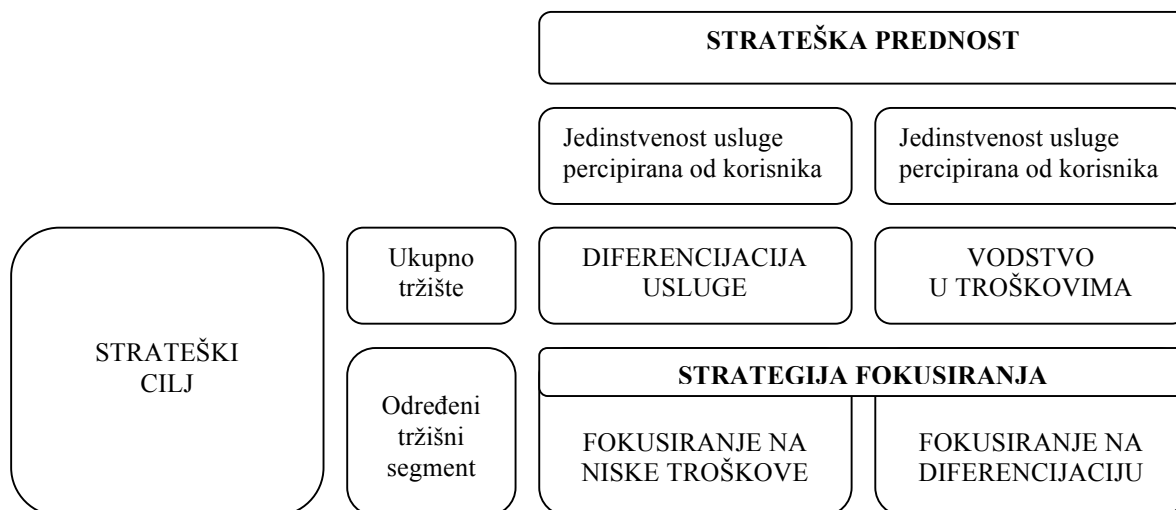 STRATEŠKA PREDNOST
Jedinstvenost usluge
percipirana od korisnika
Jedinstvenost usluge
percipirana od korisnika
STRATEŠKI
CILJ
Ukupno
tržište
DIFERENCIJACIJA
USLUGE
VODSTVO
U TROŠKOVIMA
Određeni
tržišni
segment
STRATEGIJA FOKUSIRANJA
FOKUSIRANJE NA
NISKE TROŠKOVE
FOKUSIRANJE NA
DIFERENCIJACIJU